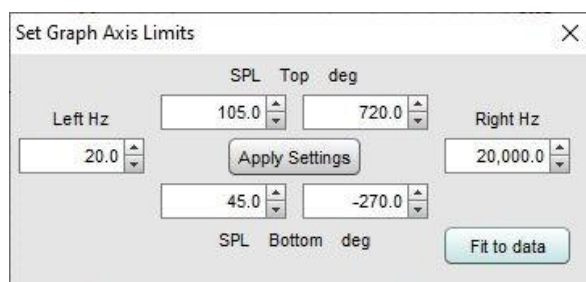 Set Graph Axis Limits
SPL Top deg
Left Hz 105.0 720.0 Right Hz
20.0 Apply Settings 20,000.0
45.0 -270.0
SPL Bottom deg Fit to data